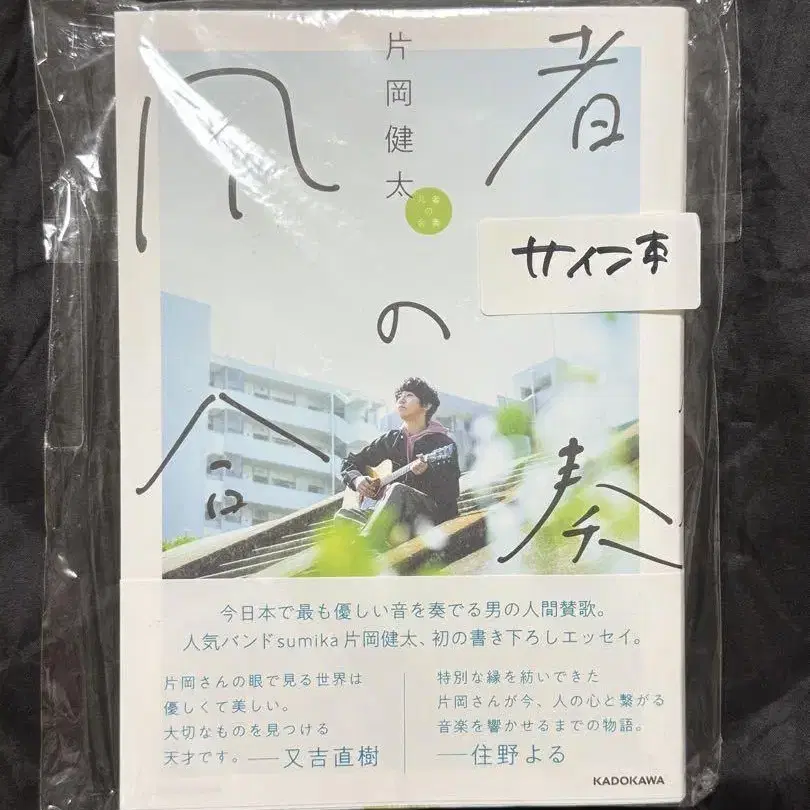 片岡健太
凡者の合奏
凡者
の
合奏
サイン本
今日本で最も優しい音を奏でる男の人間賛歌。
人気バンドsumika片岡健太、初の書き下ろしエッセイ。
片岡さんの眼で見る世界は
優しくて美しい。
大切なものを見つける
天才です。――又吉直樹
特別な縁を紡いできた
片岡さんが今、人の心と繋がる
音楽を響かせるまでの物語。
――住野よる
KADOKAWA